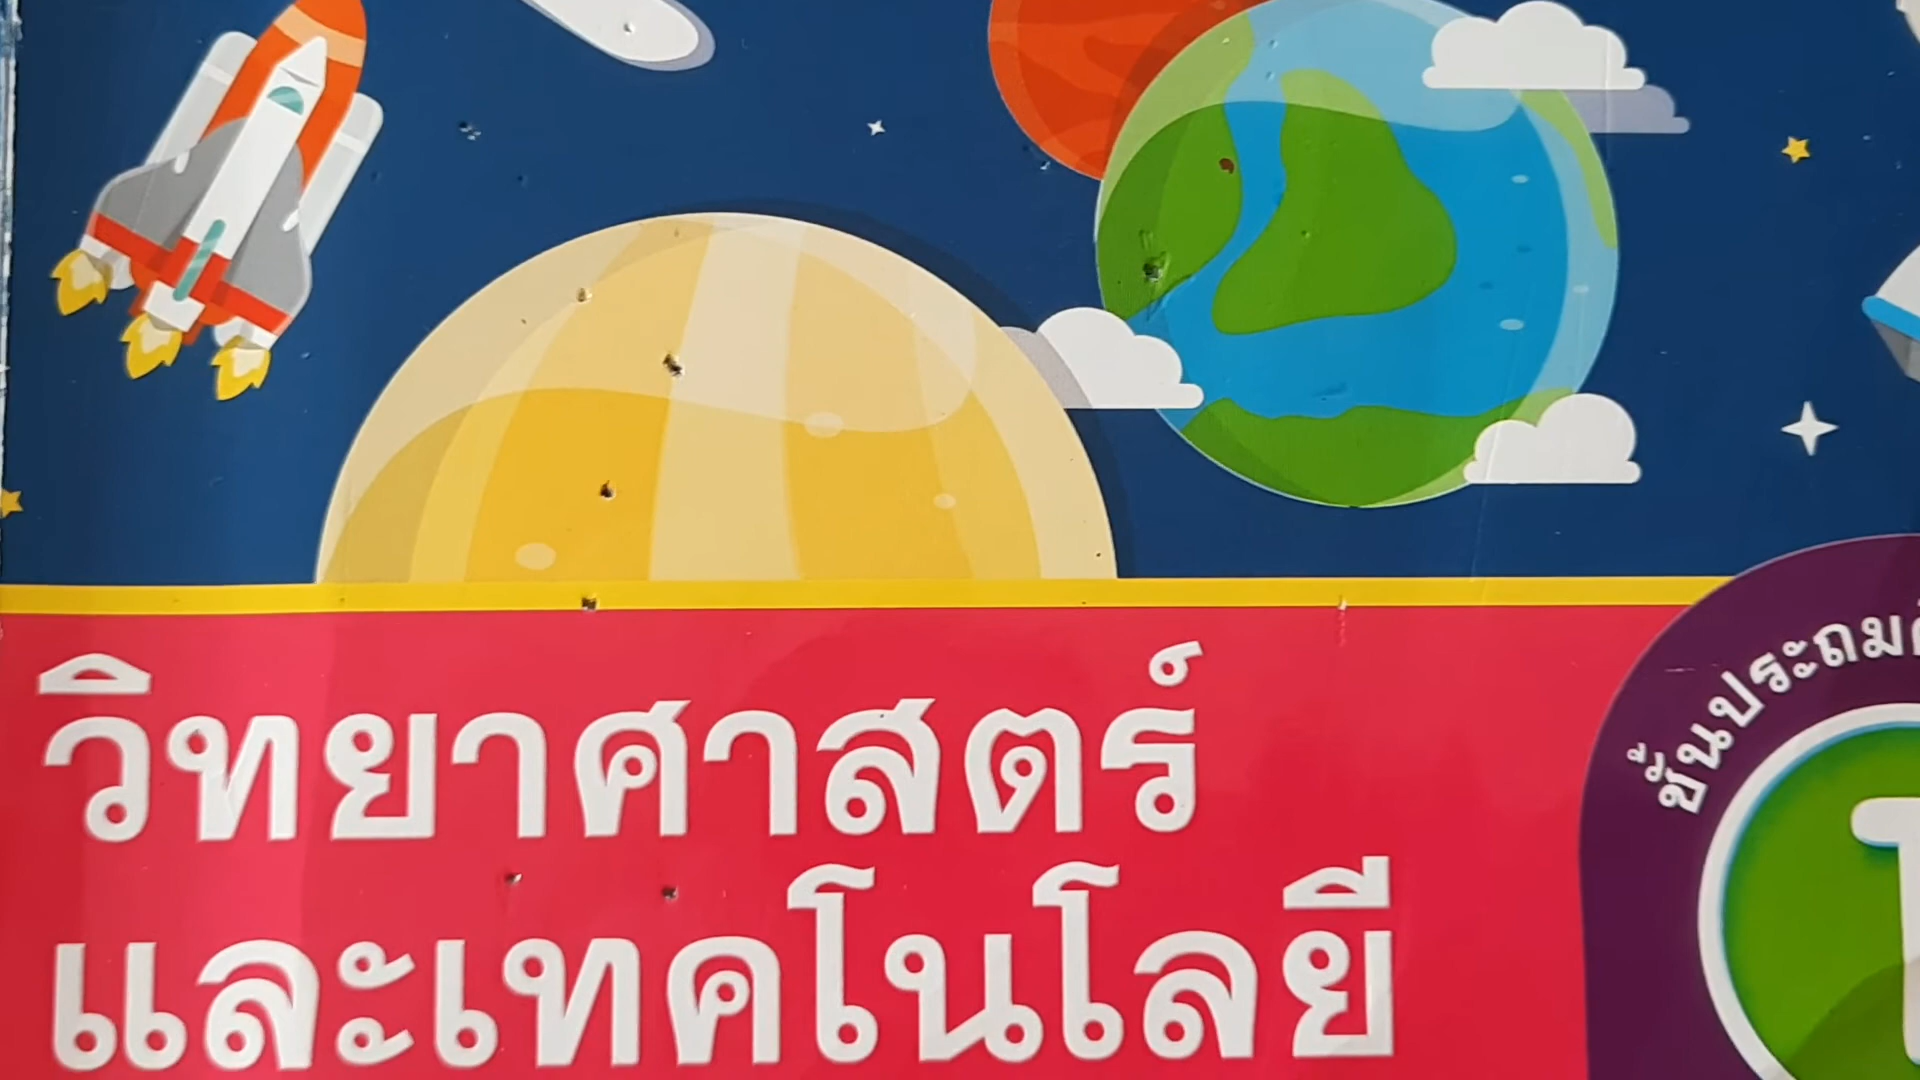 วิทยาศาสตร์
และเทคโนโลยี
ชั้นประถม